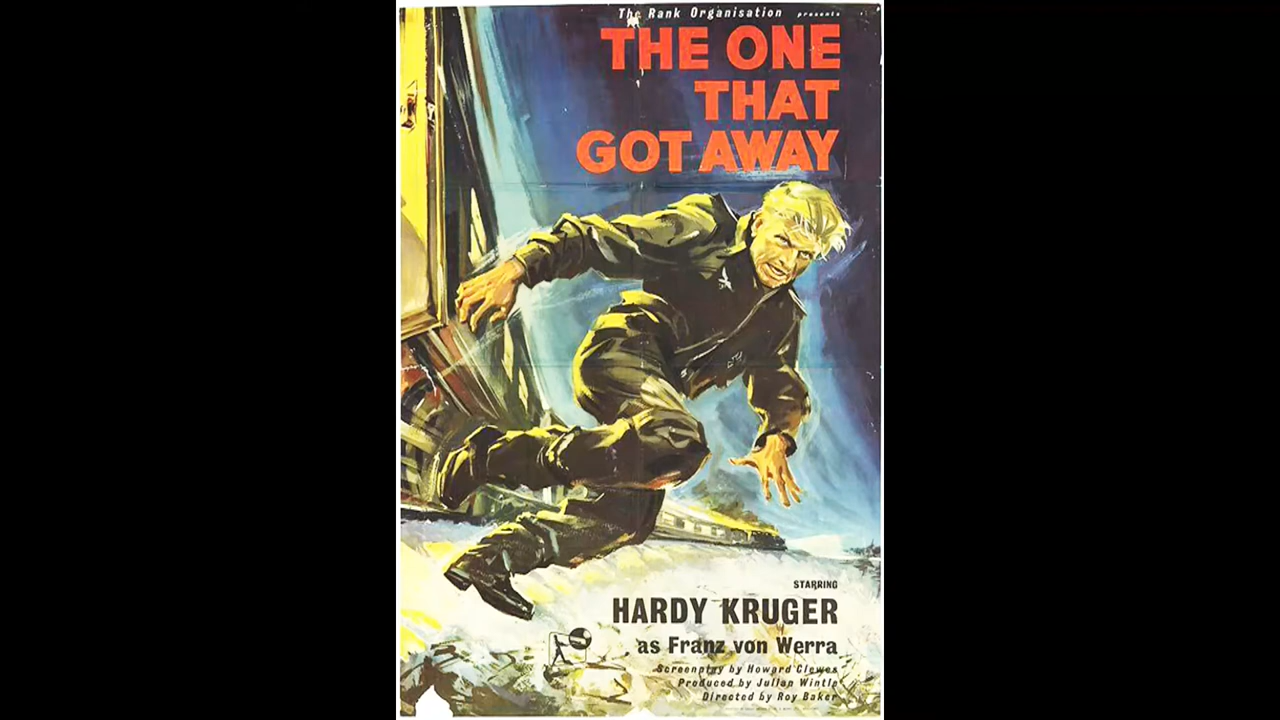 The Rank Organisation presents
THE ONE
THAT
GOT AWAY
STARRING
HARDY KRUGER
as Franz von Werra
Screenplay by Howard Clewes
Produced by Julian Wintle
Directed by Roy Baker